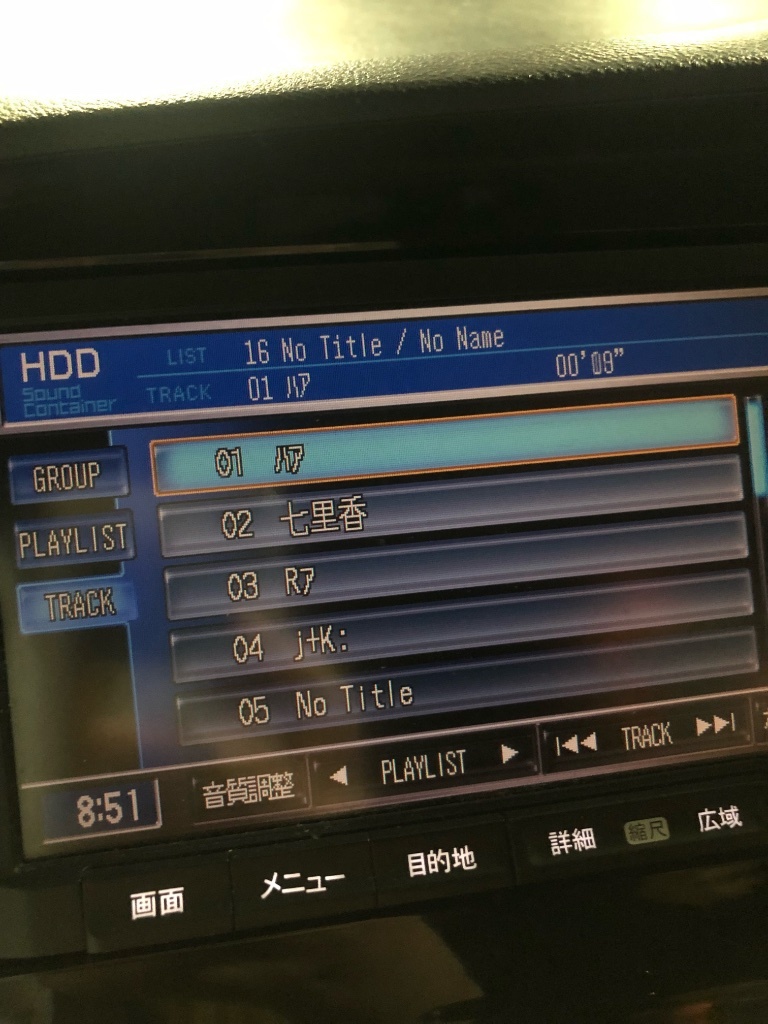 HDD
Sound
Container
LIST 16 No Title / No Name
TRACK 01 ﾊｱ 00'09”
GROUP
PLAYLIST
TRACK
01 ﾊｱ
02 七里香
03 Rｱ
04 j+K:
05 No Title
8:51
音質調整
◀ PLAYLIST ▶
I◀◀ TRACK ▶▶I
画面
メニュー
目的地
詳細
縮尺
広域